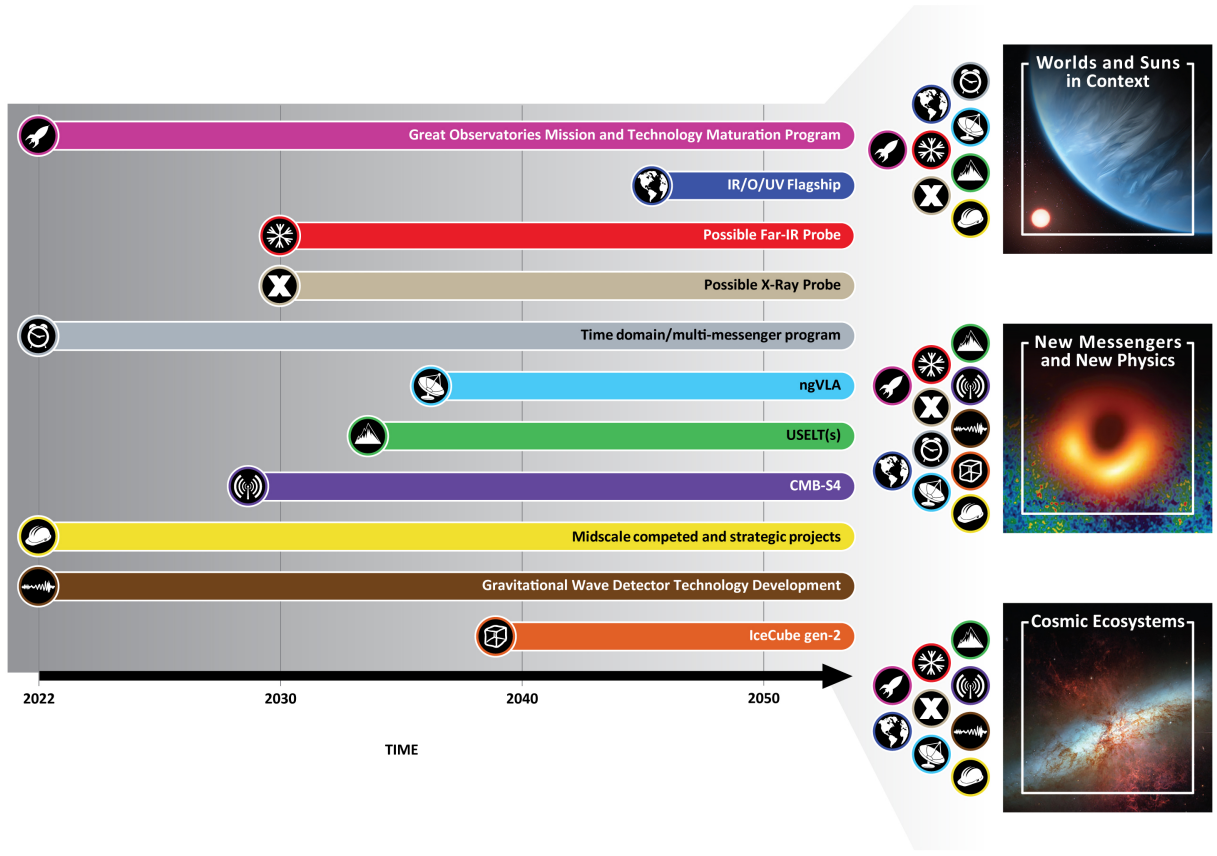 Great Observatories Mission and Technology Maturation Program
IR/O/UV Flagship
Possible Far-IR Probe
X
Possible X-Ray Probe
Time domain/multi-messenger program
ngVLA
USELT(s)
CMB-S4
Midscale competed and strategic projects
Gravitational Wave Detector Technology Development
IceCube gen-2
2022
2030
2040
2050
TIME
X
Worlds and Suns
in Context
X
New Messengers
and New Physics
X
Cosmic Ecosystems